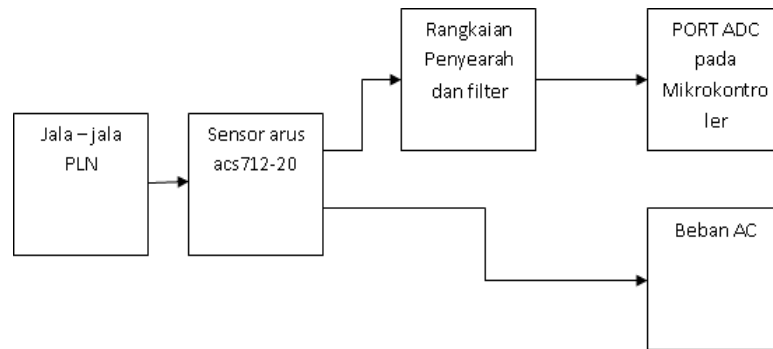 Rangkaian
Penyearah
dan filter
PORT ADC
pada
Mikrokontro
ler
Jala – jala
PLN
Sensor arus
acs712-20
Beban AC